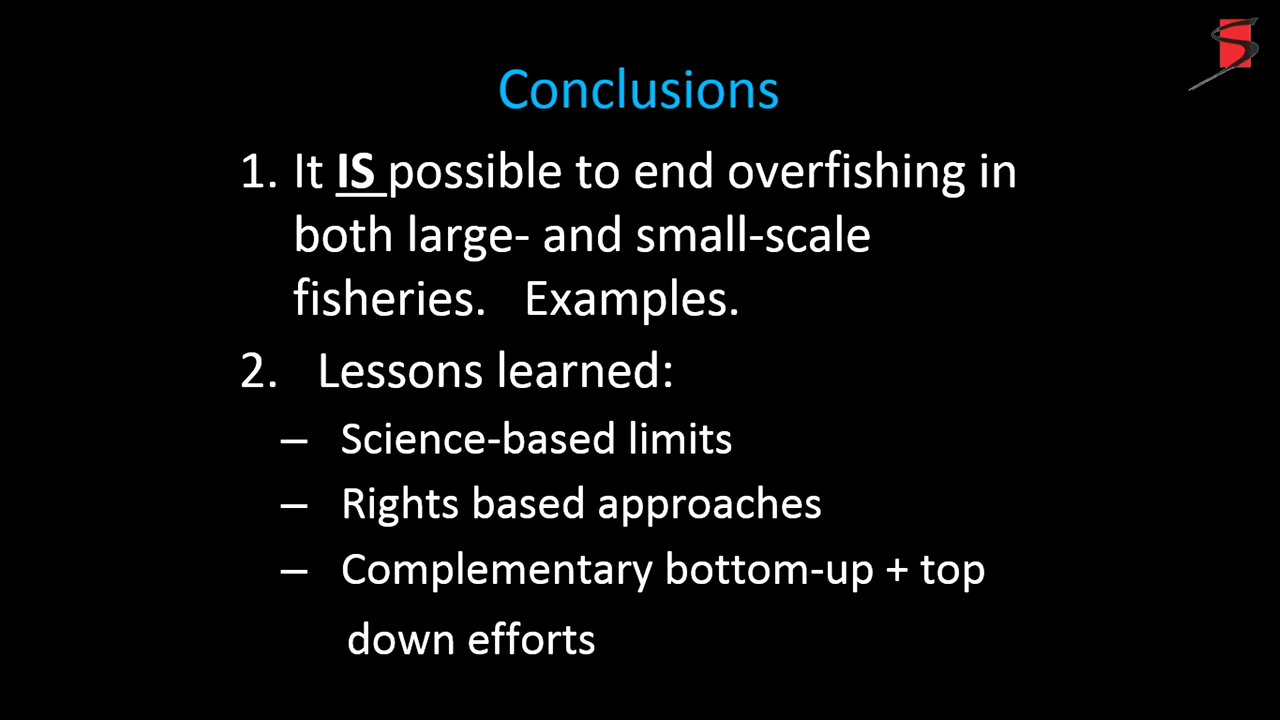 Conclusions
1. It IS possible to end overfishing in
both large- and small-scale
fisheries. Examples.
2. Lessons learned:
– Science-based limits
– Rights based approaches
– Complementary bottom-up + top
down efforts